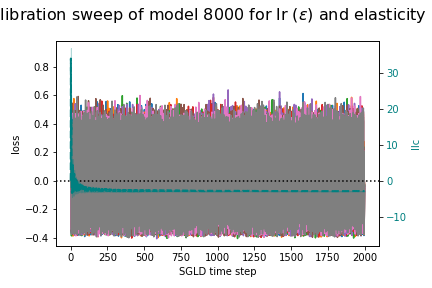 libration sweep of model 8000 for lr (ε) and elasticity
0.8
0.6
0.4
0.2
0.0
−0.2
−0.4
loss
30
20
10
0
−10
llc
0 250 500 750 1000 1250 1500 1750 2000
SGLD time step